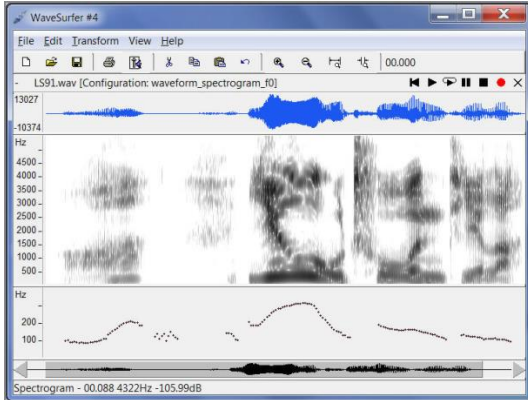 WaveSurfer #4
File Edit Transform View Help
00.000
- LS91.wav [Configuration: waveform_spectrogram_f0]
13027
-10374
Hz
4500
4000
3500
3000
2500
2000
1500
1000
500
Hz
200
100
Spectrogram - 00.088 4322Hz -105.99dB